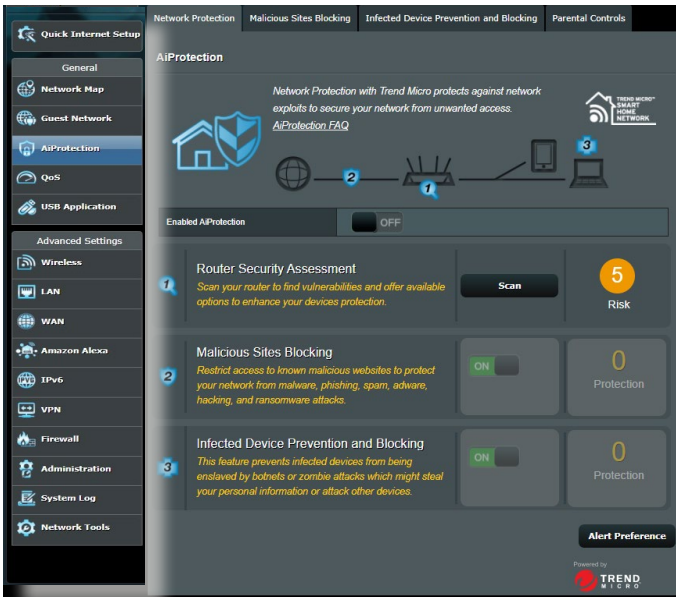 Quick Internet Setup
General
Network Map
Guest Network
AiProtection
QoS
USB Application
Advanced Settings
Wireless
LAN
WAN
Amazon Alexa
IPv6
VPN
Firewall
Administration
System Log
Network Tools
Network Protection Malicious Sites Blocking Infected Device Prevention and Blocking Parental Controls
AiProtection
Network Protection with Trend Micro protects against network
exploits to secure your network from unwanted access.
AiProtection FAQ
TREND MICRO™
SMART
HOME
NETWORK
3
2
1
Enabled AiProtection OFF
1
Router Security Assessment
Scan your router to find vulnerabilities and offer available
options to enhance your devices protection.
Scan
5
Risk
2
Malicious Sites Blocking
Restrict access to known malicious websites to protect
your network from malware, phishing, spam, adware,
hacking, and ransomware attacks.
ON
0
Protection
3
Infected Device Prevention and Blocking
This feature prevents infected devices from being
enslaved by botnets or zombie attacks which might steal
your personal information or attack other devices.
ON
0
Protection
Alert Preference
Powered by
TREND
MICRO